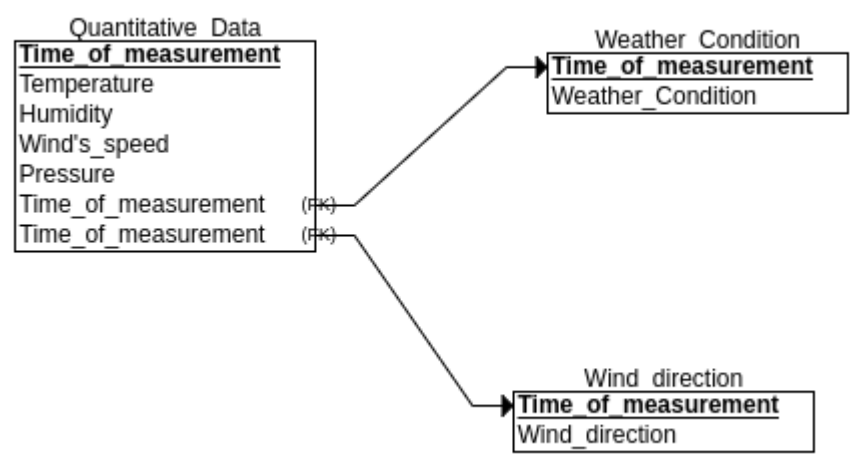 Quantitative Data
Time_of_measurement
Temperature
Humidity
Wind's_speed
Pressure
Time_of_measurement (FK)
Time_of_measurement (FK)
Weather Condition
Time_of_measurement
Weather_Condition
Wind direction
Time_of_measurement
Wind_direction